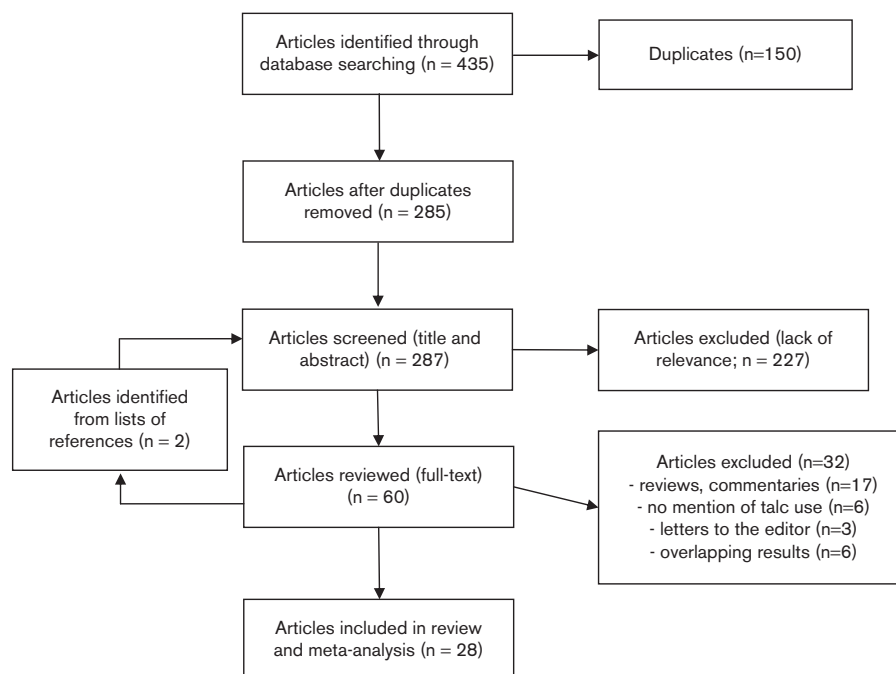 Articles identified through
database searching (n = 435)
Duplicates (n=150)
Articles after duplicates
removed (n = 285)
Articles screened (title and
abstract) (n = 287)
Articles excluded (lack of
relevance; n = 227)
Articles identified
from lists of
references (n = 2)
Articles reviewed (full-text)
(n = 60)
Articles excluded (n=32)
- reviews, commentaries (n=17)
- no mention of talc use (n=6)
- letters to the editor (n=3)
- overlapping results (n=6)
Articles included in review
and meta-analysis (n = 28)